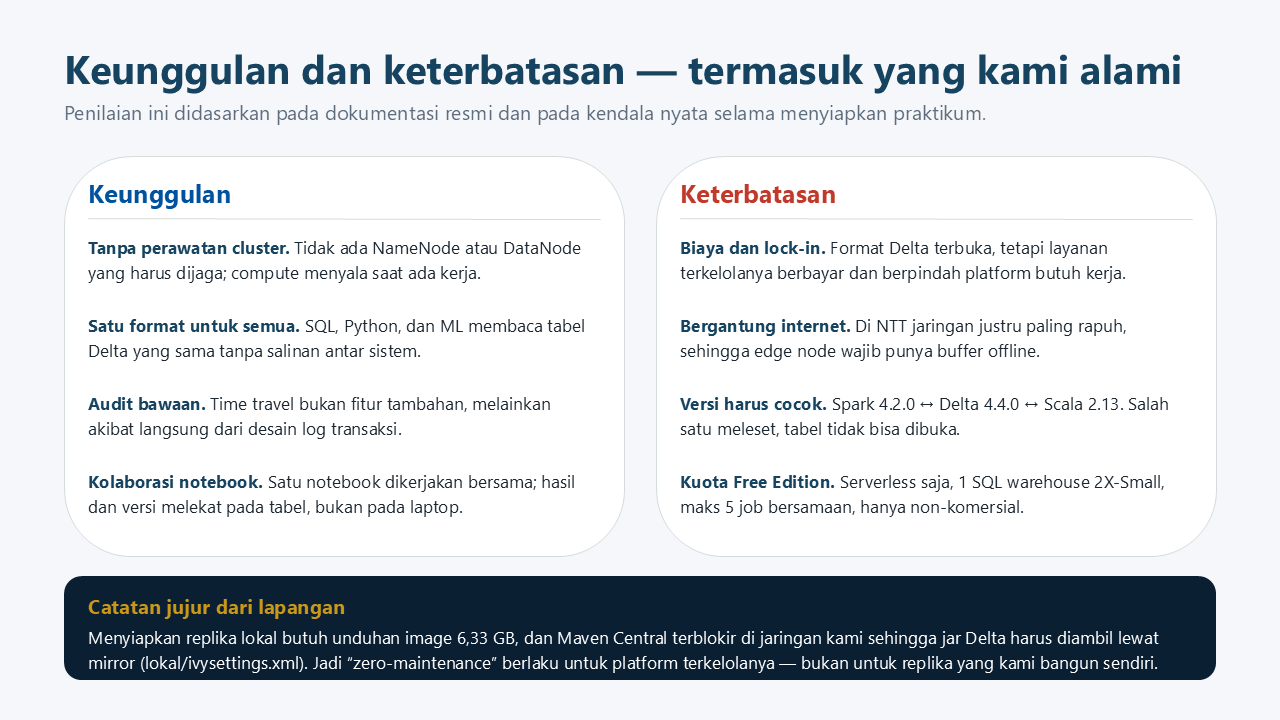 Keunggulan dan keterbatasan — termasuk yang kami alami
Penilaian ini didasarkan pada dokumentasi resmi dan pada kendala nyata selama menyiapkan praktikum.
Keunggulan
Tanpa perawatan cluster. Tidak ada NameNode atau DataNode
yang harus dijaga; compute menyala saat ada kerja.
Satu format untuk semua. SQL, Python, dan ML membaca tabel
Delta yang sama tanpa salinan antar sistem.
Audit bawaan. Time travel bukan fitur tambahan, melainkan
akibat langsung dari desain log transaksi.
Kolaborasi notebook. Satu notebook dikerjakan bersama; hasil
dan versi melekat pada tabel, bukan pada laptop.
Keterbatasan
Biaya dan lock-in. Format Delta terbuka, tetapi layanan
terkelolanya berbayar dan berpindah platform butuh kerja.
Bergantung internet. Di NTT jaringan justru paling rapuh,
sehingga edge node wajib punya buffer offline.
Versi harus cocok. Spark 4.2.0 ↔ Delta 4.4.0 ↔ Scala 2.13. Salah
satu meleset, tabel tidak bisa dibuka.
Kuota Free Edition. Serverless saja, 1 SQL warehouse 2X-Small,
maks 5 job bersamaan, hanya non-komersial.
Catatan jujur dari lapangan
Menyiapkan replika lokal butuh unduhan image 6,33 GB, dan Maven Central terblokir di jaringan kami sehingga jar Delta harus diambil lewat
mirror (lokal/ivysettings.xml). Jadi "zero-maintenance" berlaku untuk platform terkelolanya — bukan untuk replika yang kami bangun sendiri.